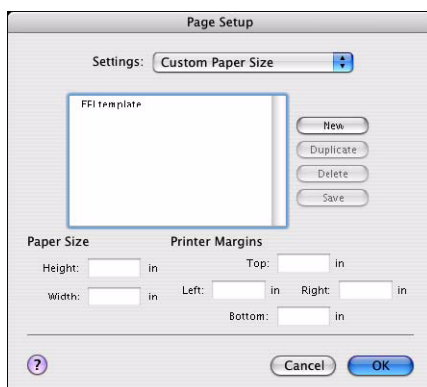 Page Setup
Settings: Custom Paper Size
EFI template
New
Duplicate
Delete
Save
Paper Size
Printer Margins
Height: in
Top: in
Width: in
Left: in Right: in
Bottom: in
? Cancel OK